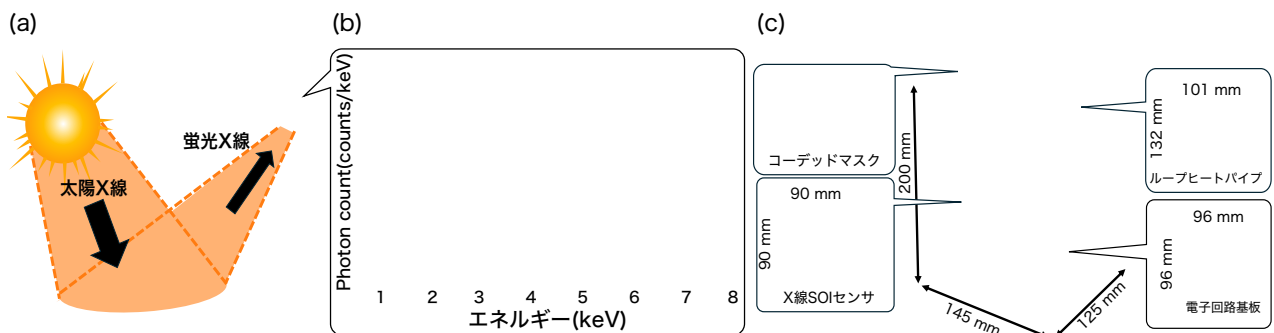 (a)
太陽X線
蛍光X線
(b)
Photon count(counts/keV)
1 2 3 4 5 6 7 8
エネルギー(keV)
(c)
コーデッドマスク
90 mm
90 mm
X線SOIセンサ
200 mm
145 mm
125 mm
101 mm
132 mm
ループヒートパイプ
96 mm
96 mm
電子回路基板